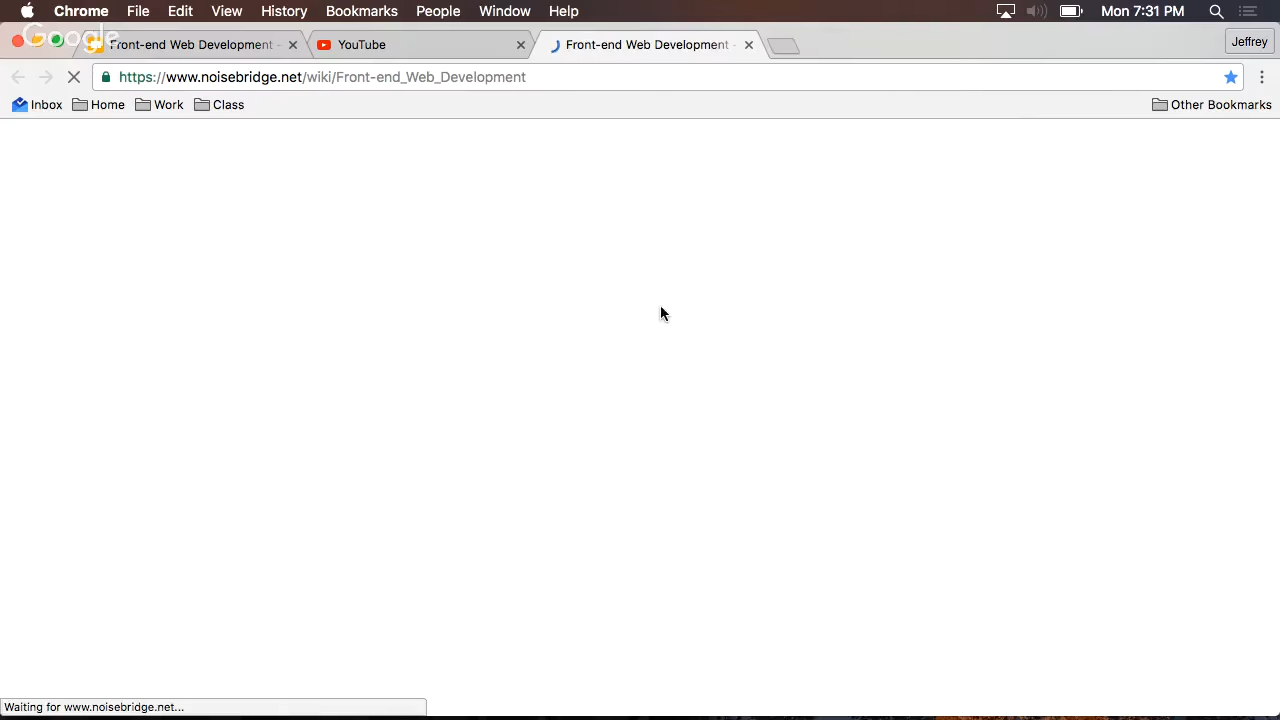 Chrome File Edit View History Bookmarks People Window Help Mon 7:31 PM
Google
Front-end Web Development - YouTube Front-end Web Development - Jeffrey
https://www.noisebridge.net/wiki/Front-end_Web_Development
Inbox Home Work Class Other Bookmarks
Waiting for www.noisebridge.net...